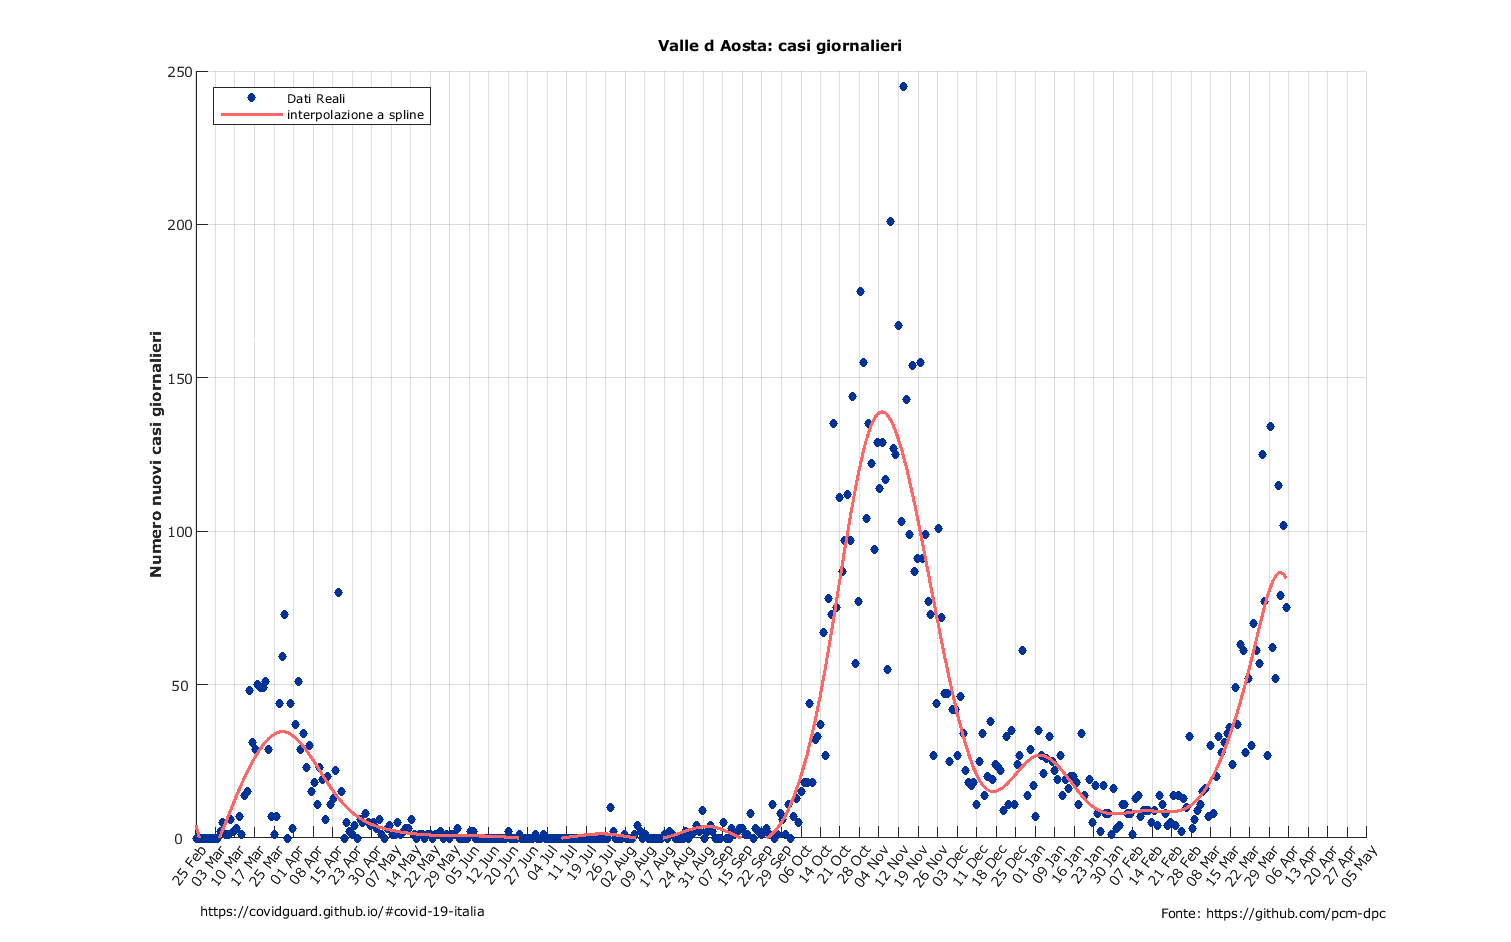 Valle d Aosta: casi giornalieri
Dati Reali
interpolazione a spline
Numero nuovi casi giornalieri
250
200
150
100
50
0
25 Feb
03 Mar
10 Mar
17 Mar
25 Mar
01 Apr
08 Apr
15 Apr
23 Apr
30 Apr
07 May
14 May
22 May
29 May
05 Jun
12 Jun
20 Jun
27 Jun
04 Jul
11 Jul
19 Jul
26 Jul
02 Aug
09 Aug
17 Aug
24 Aug
31 Aug
07 Sep
15 Sep
22 Sep
29 Sep
06 Oct
14 Oct
21 Oct
28 Oct
04 Nov
12 Nov
19 Nov
26 Nov
03 Dec
11 Dec
18 Dec
25 Dec
01 Jan
09 Jan
16 Jan
23 Jan
30 Jan
07 Feb
14 Feb
21 Feb
28 Feb
08 Mar
15 Mar
22 Mar
29 Mar
06 Apr
13 Apr
20 Apr
27 Apr
05 May
https://covidguard.github.io/#covid-19-italia
Fonte: https://github.com/pcm-dpc